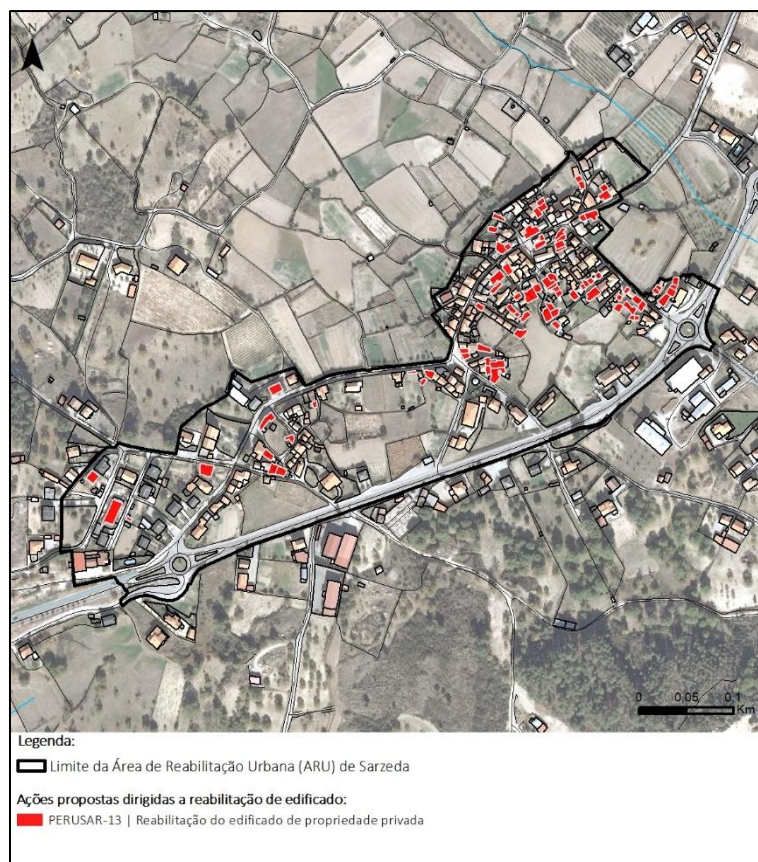 N
0 0,05 0,1
Km
Legenda:
Limite da Área de Reabilitação Urbana (ARU) de Sarzeda
Ações propostas dirigidas a reabilitação de edificado:
PERUSAR-13 | Reabilitação do edificado de propriedade privada